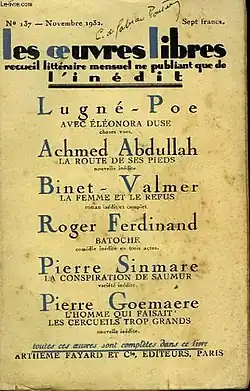 Nº 137 - Novembre 1932.
Sept francs.
les œuvres libres
recueil littéraire mensuel ne publiant que de
l'inédit
Lugné-Poe
AVEC ÉLÉONORA DUSE
choses vues.
Achmed Abdullah
LA ROUTE DE SES PIEDS
nouvelle inédite
Binet-Valmer
LA FEMME ET LE REFUS
roman inédit et complet.
Roger Ferdinand
BATOCHE
comédie inédite en trois actes.
Pierre Sinmare
LA CONSPIRATION DE SAUMUR
variété inédite.
Pierre Goemaere
L'HOMME QUI FAISAIT
LES CERCUEILS TROP GRANDS
nouvelle inédite.
toutes ces œuvres sont complètes dans ce livre
ARTHÈME FAYARD ET Cie, ÉDITEURS, PARIS